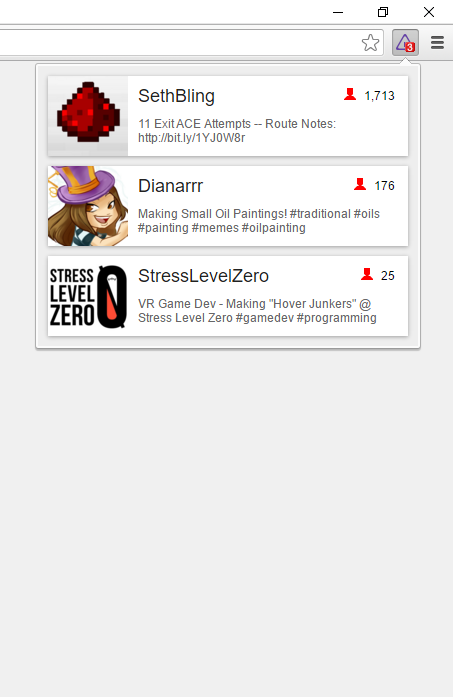 3
SethBling
1,713
11 Exit ACE Attempts -- Route Notes:
http://bit.ly/1YJ0W8r
Dianarrr
176
Making Small Oil Paintings! #traditional #oils
#painting #memes #oilpainting
STRESS
LEVEL
ZERO
0
StressLevelZero
25
VR Game Dev - Making "Hover Junkers" @
Stress Level Zero #gamedev #programming